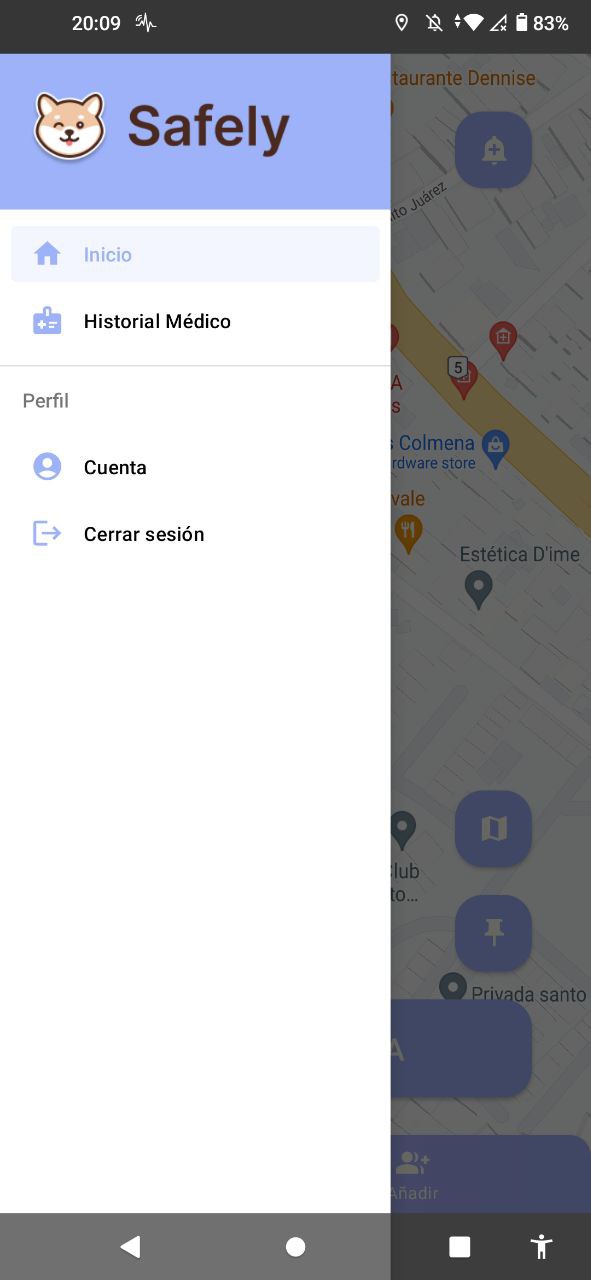 20:09
83%
Safely
Inicio
Historial Médico
Perfil
Cuenta
Cerrar sesión
taurante Dennise
ito Juárez
5
A
s
s Colmena
rdware store
vale
Estética D'ime
Club
to...
Privada santo
A
Añadir